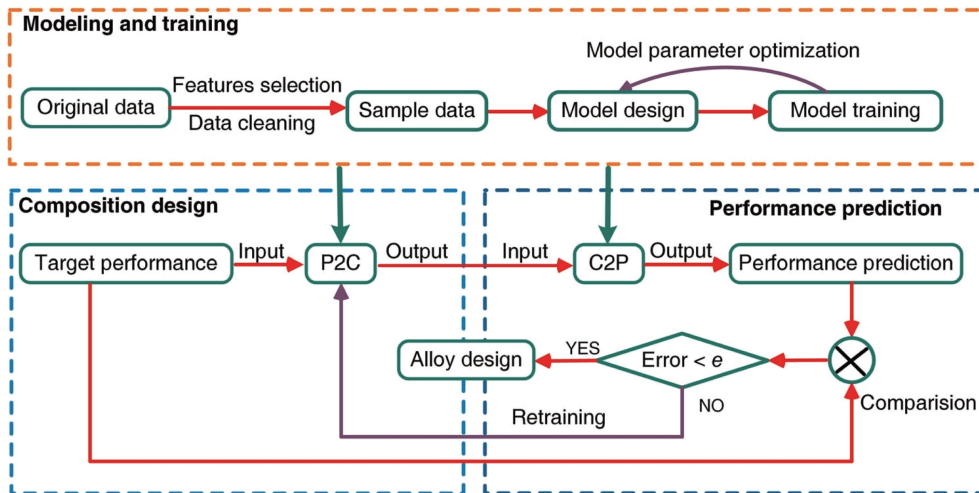 Modeling and training
Model parameter optimization
Original data
Features selection
Data cleaning
Sample data
Model design
Model training
Composition design
Performance prediction
Target performance
Input
P2C
Output
Input
C2P
Output
Performance prediction
Alloy design
YES
Error < e
NO
Retraining
Comparision